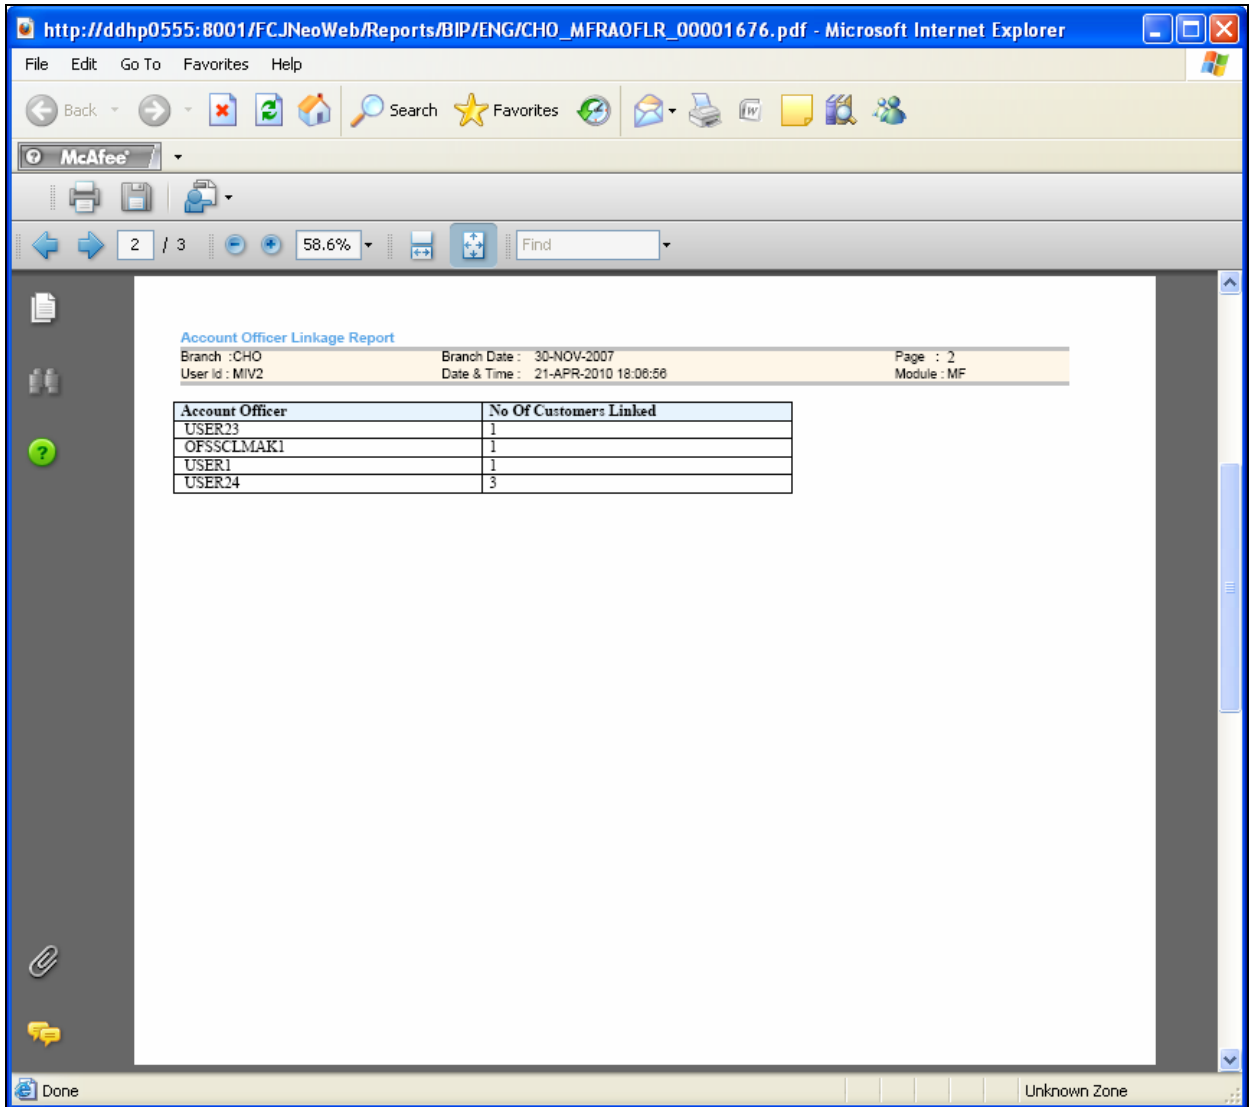 http://ddhp0555:8001/FCJNeoWeb/Reports/BIP/ENG/CHO_MFRAOFLR_00001676.pdf - Microsoft Internet Explorer
File Edit Go To Favorites Help
Back Search Favorites
McAfee
2 / 3 58.6% Find
Account Officer Linkage Report
Branch :CHO Branch Date : 30-NOV-2007 Page : 2
User Id : MIV2 Date & Time : 21-APR-2010 18:06:56 Module : MF
Account Officer No Of Customers Linked
USER23 1
OFSSCLMAK1 1
USER1 1
USER24 3
Done Unknown Zone